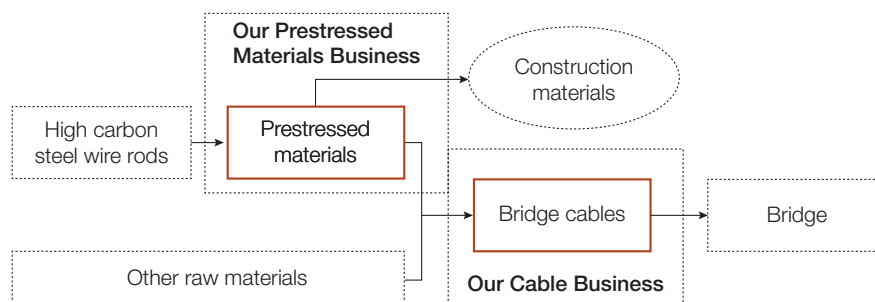 Our Prestressed
Materials Business
Construction
materials
High carbon
steel wire rods
Prestressed
materials
Bridge cables
Bridge
Other raw materials
Our Cable Business